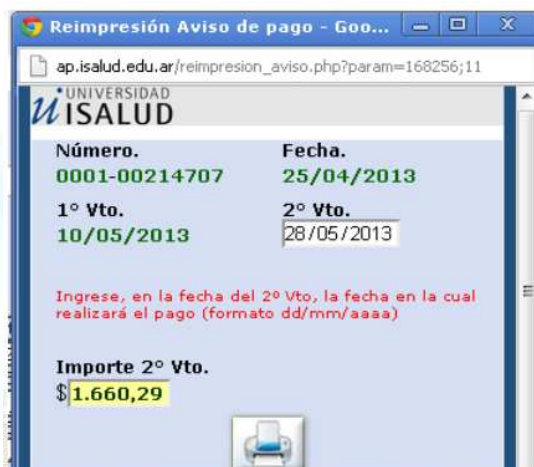 Reimpresión Aviso de pago - Goo...
ap.isalud.edu.ar/reimpresion_aviso.php?param=168256;11
UNIVERSIDAD
ISALUD
Número. Fecha.
0001-00214707 25/04/2013
1° Vto. 2° Vto.
10/05/2013 28/05/2013
Ingrese, en la fecha del 2º Vto, la fecha en la cual
realizará el pago (formato dd/mm/aaaa)
Importe 2° Vto.
$ 1.660,29